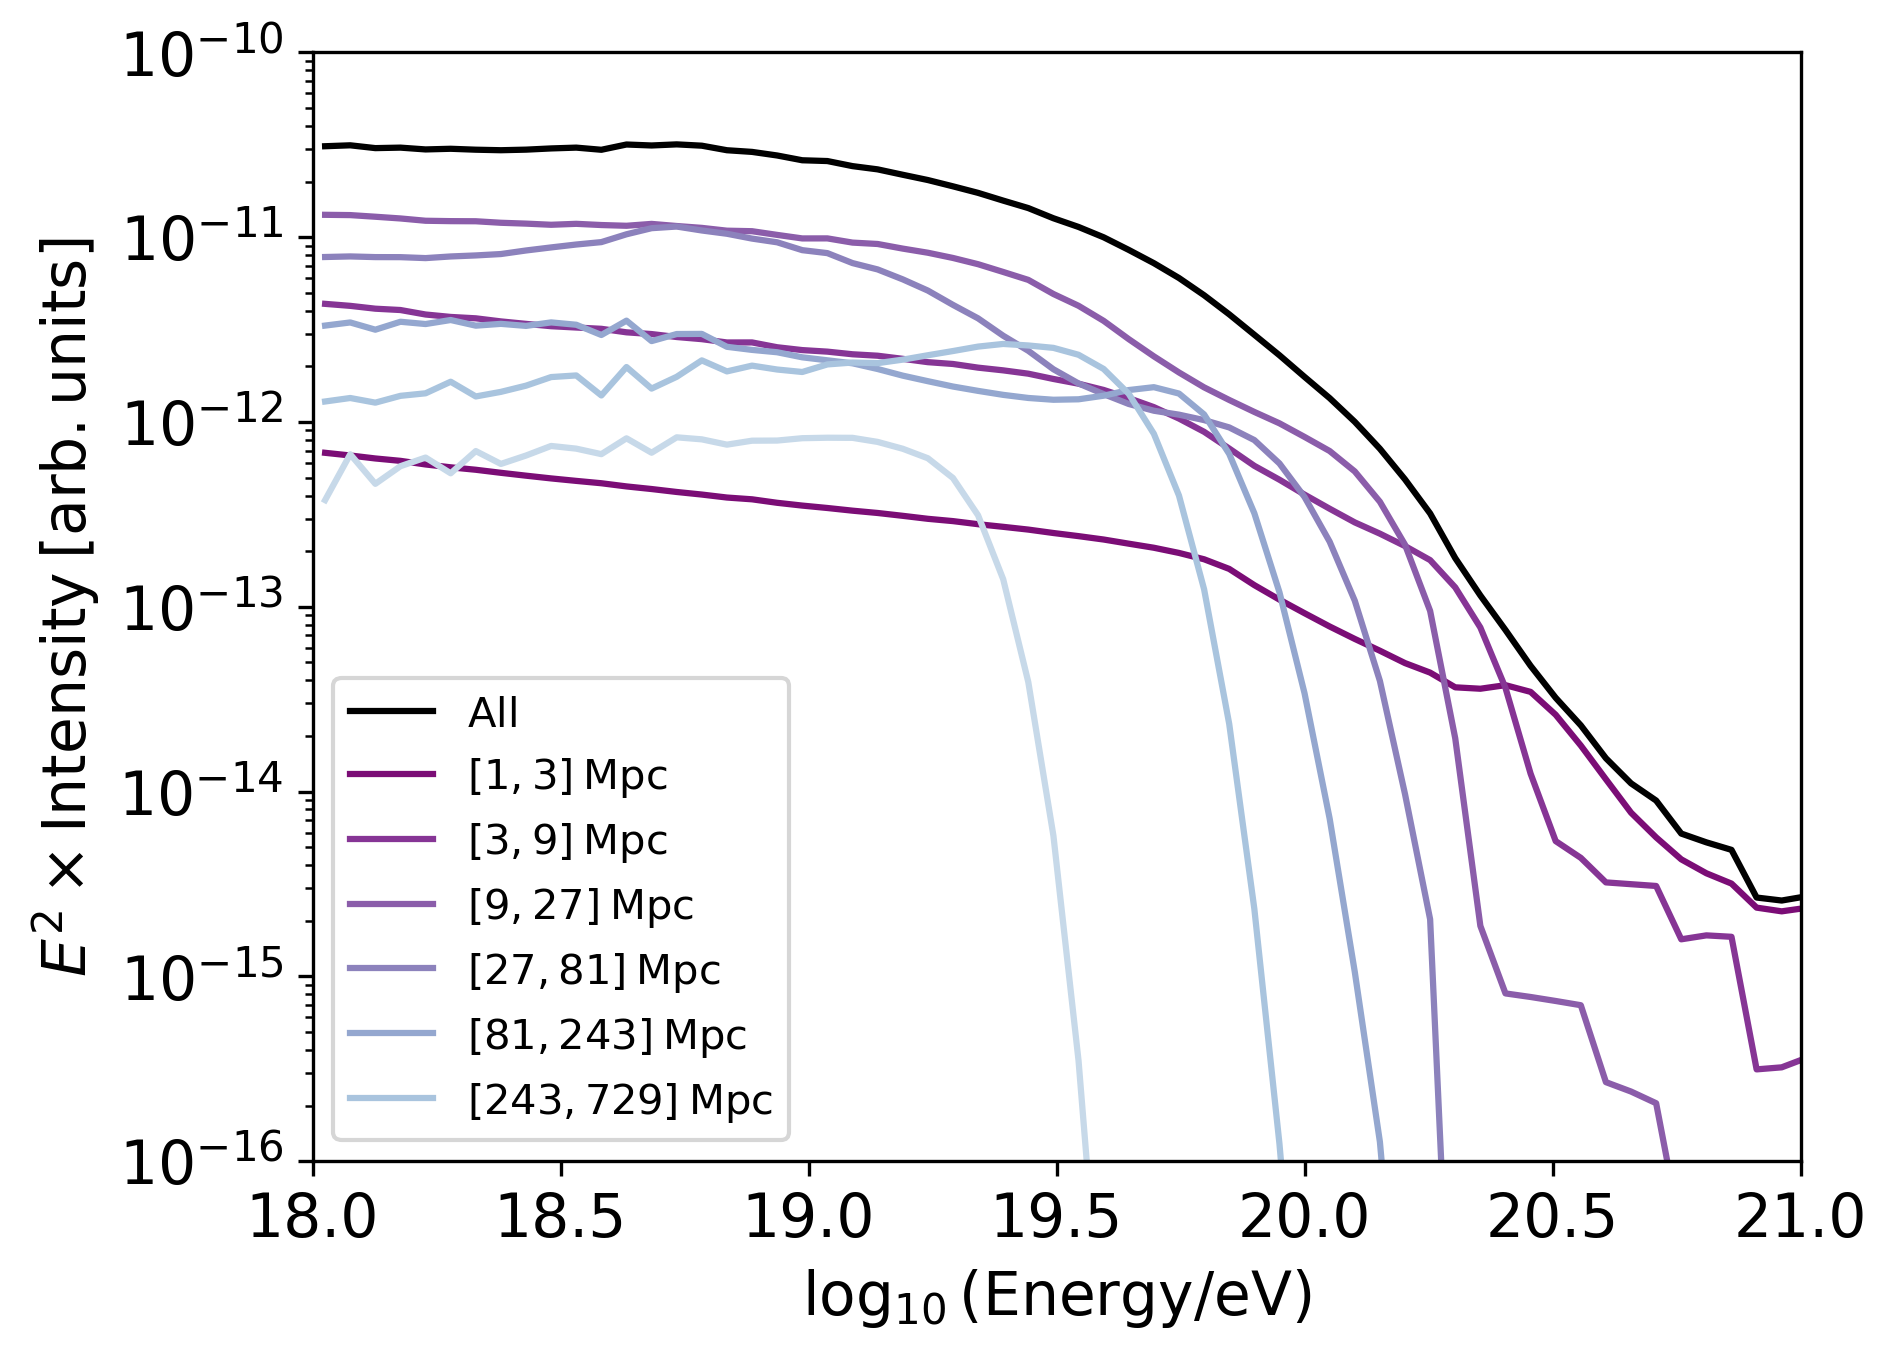 10⁻¹⁰
10⁻¹¹
10⁻¹²
10⁻¹³
10⁻¹⁴
10⁻¹⁵
10⁻¹⁶
E² × Intensity [arb. units]
All
[1, 3] Mpc
[3, 9] Mpc
[9, 27] Mpc
[27, 81] Mpc
[81, 243] Mpc
[243, 729] Mpc
18.0 18.5 19.0 19.5 20.0 20.5 21.0
log₁₀ (Energy/eV)